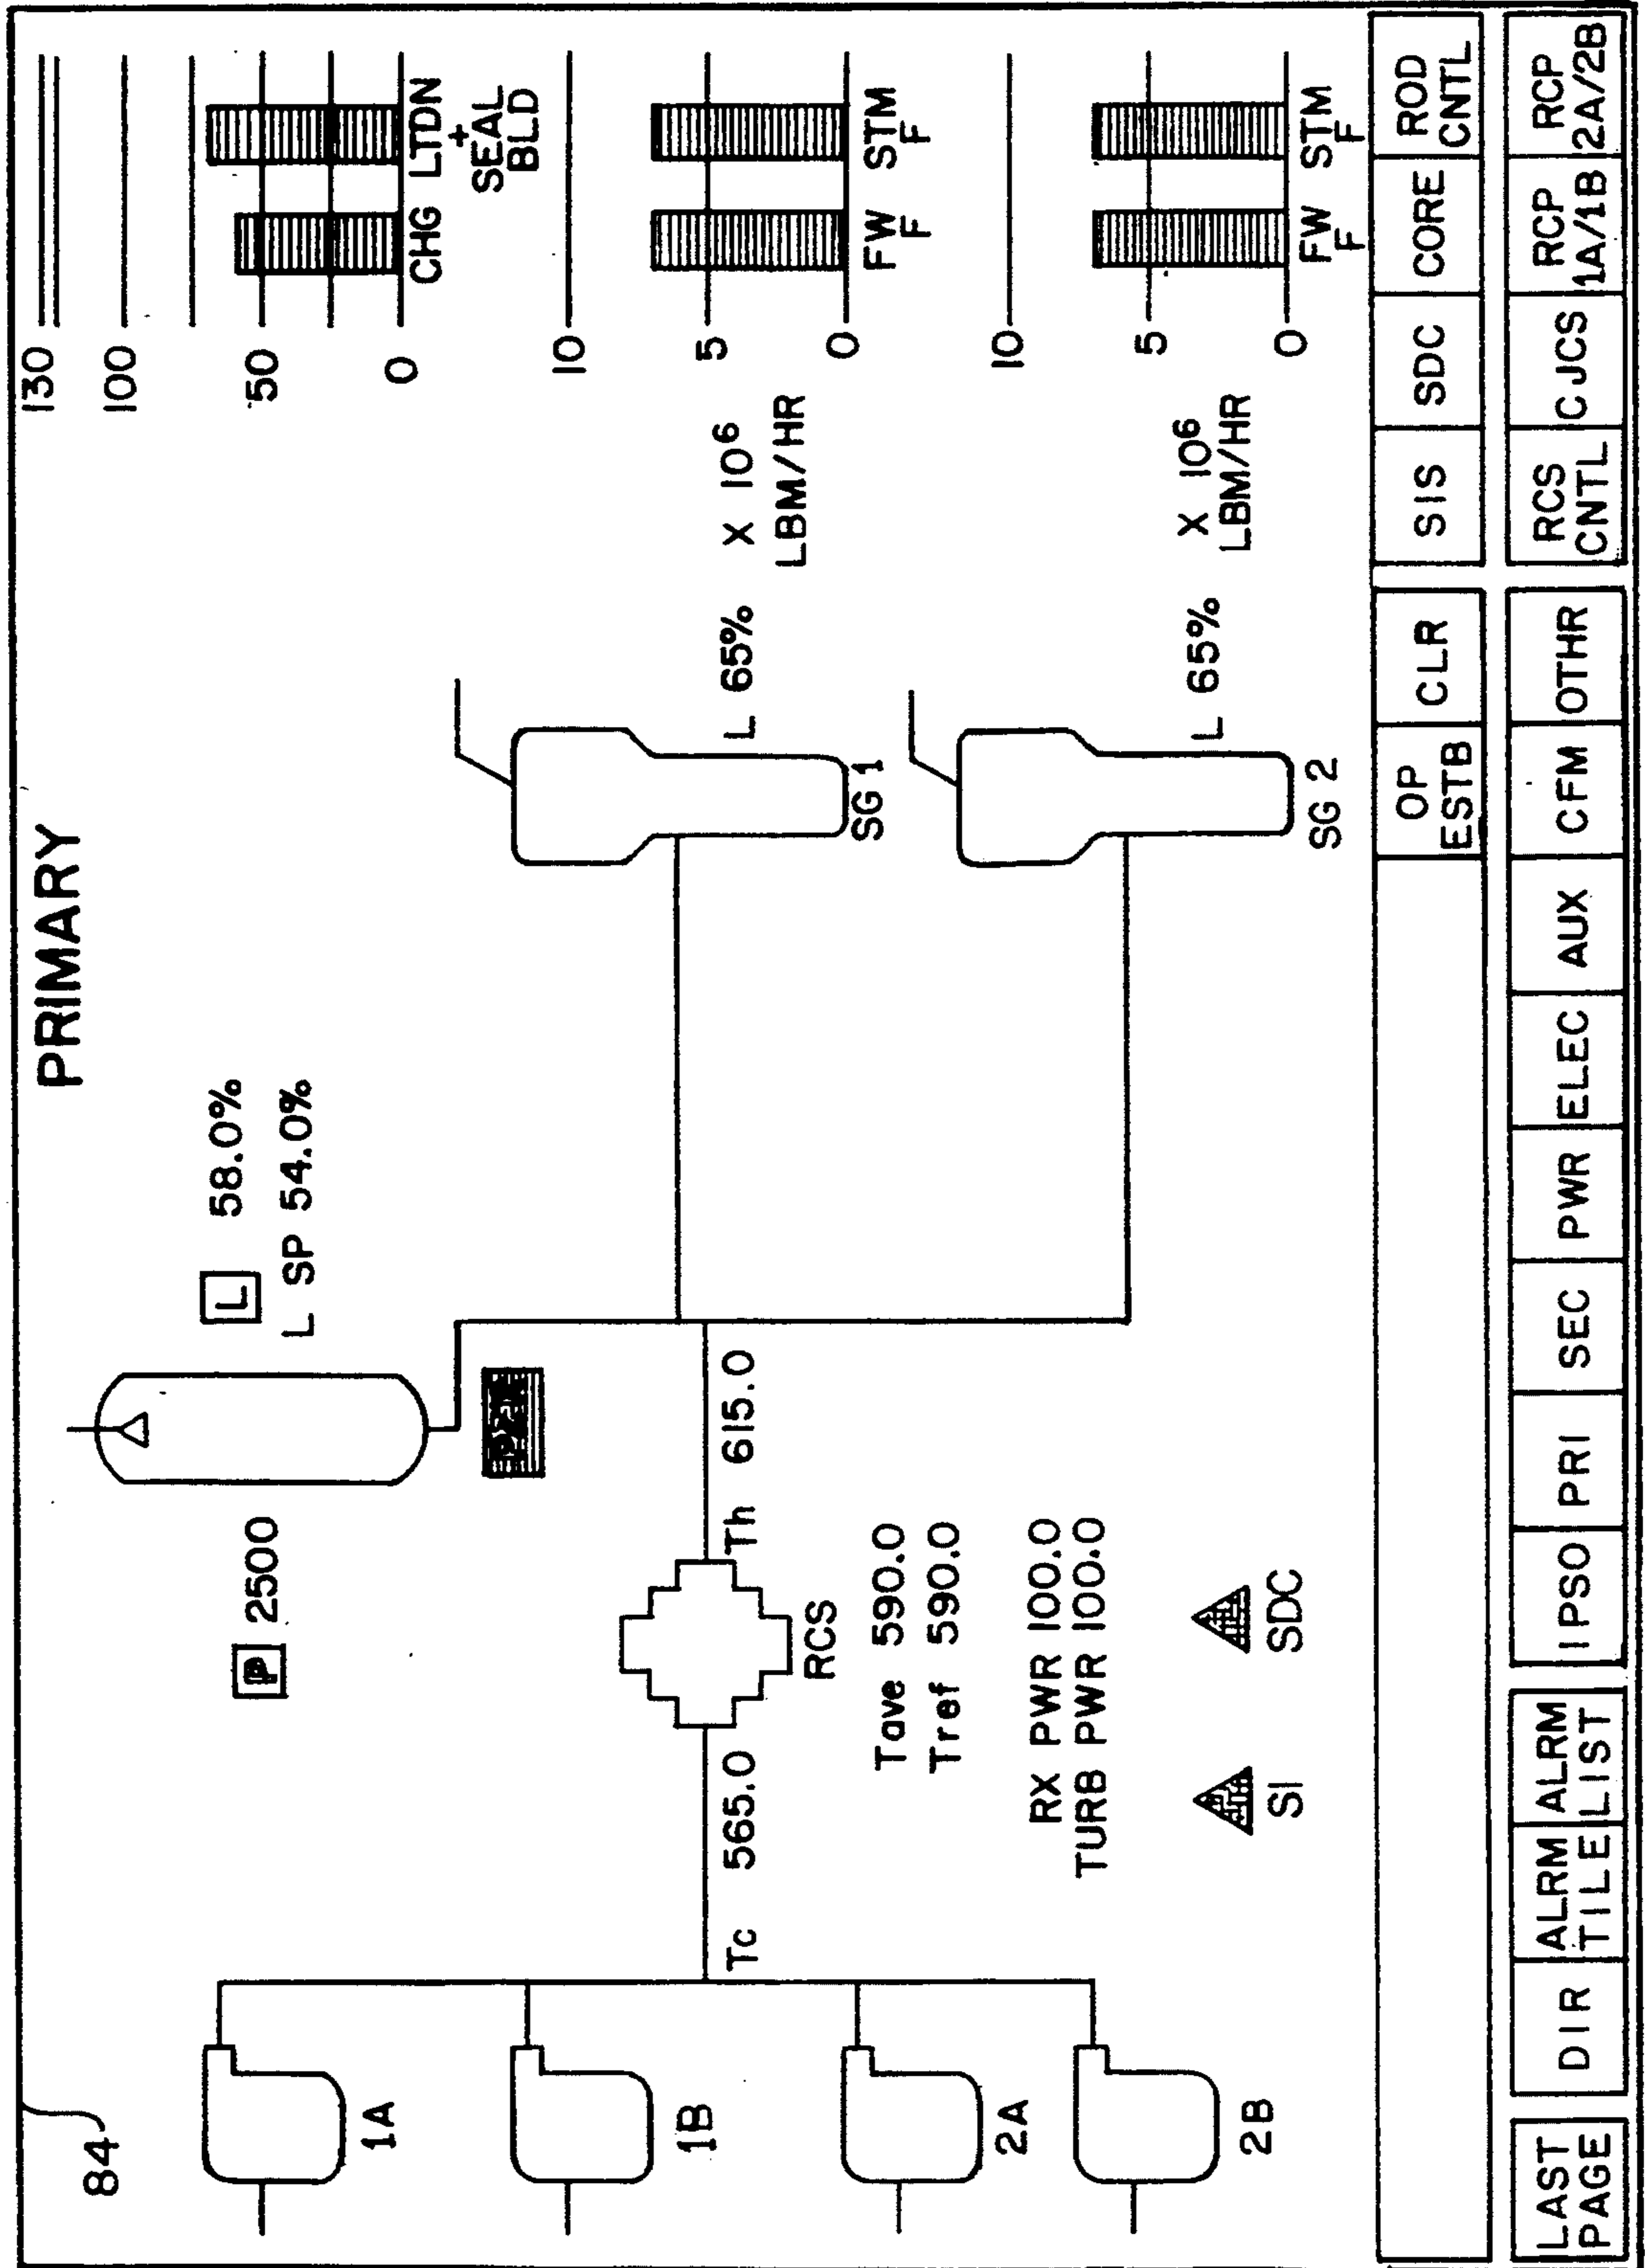 84
PRIMARY
130
100
50
0
CHG LTDN
+
SEAL
BLD
P 2500
L 58.0%
L SP 54.0%
1A
1B
2A
2B
Tc 565.0
Th 615.0
RCS
Tave 590.0
Tref 590.0
RX PWR 100.0
TURB PWR 100.0
SI
SDC
SG 1
L 65%
X 10⁶
LBM/HR
10
5
0
FW STM
F F
SG 2
L 65%
X 10⁶
LBM/HR
10
5
0
FW STM
F F
OP
ESTB
CLR
SIS
SDC
CORE
ROD
CNTL
LAST
PAGE
DIR
ALRM
TILE
ALRM
LIST
IPSO
PRI
SEC
PWR
ELEC
AUX
CFM
OTHR
RCS
CNTL
CJCS
RCP
1A/1B
RCP
2A/2B